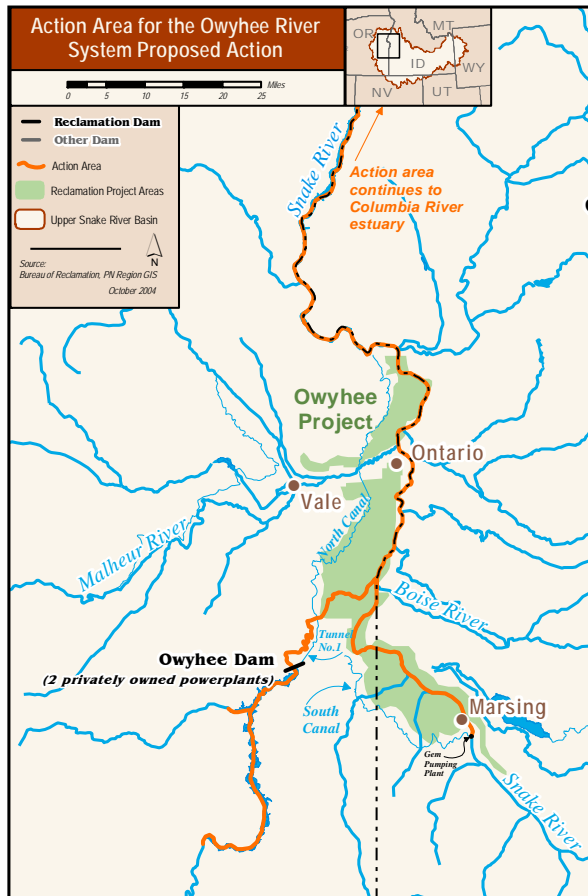 Action Area for the Owyhee River
System Proposed Action
Miles
0 5 10 15 20 25
OR
MT
ID
WY
NV
UT
Reclamation Dam
Other Dam
Action Area
Reclamation Project Areas
Upper Snake River Basin
N
Source:
Bureau of Reclamation, PN Region GIS
October 2004
Snake River
Action area
continues to
Columbia River
estuary
Owyhee
Project
Ontario
Vale
North Canal
Malheur River
Boise River
Tunnel
No.1
Owyhee Dam
(2 privately owned powerplants)
South
Canal
Marsing
Gem
Pumping
Plant
Snake River